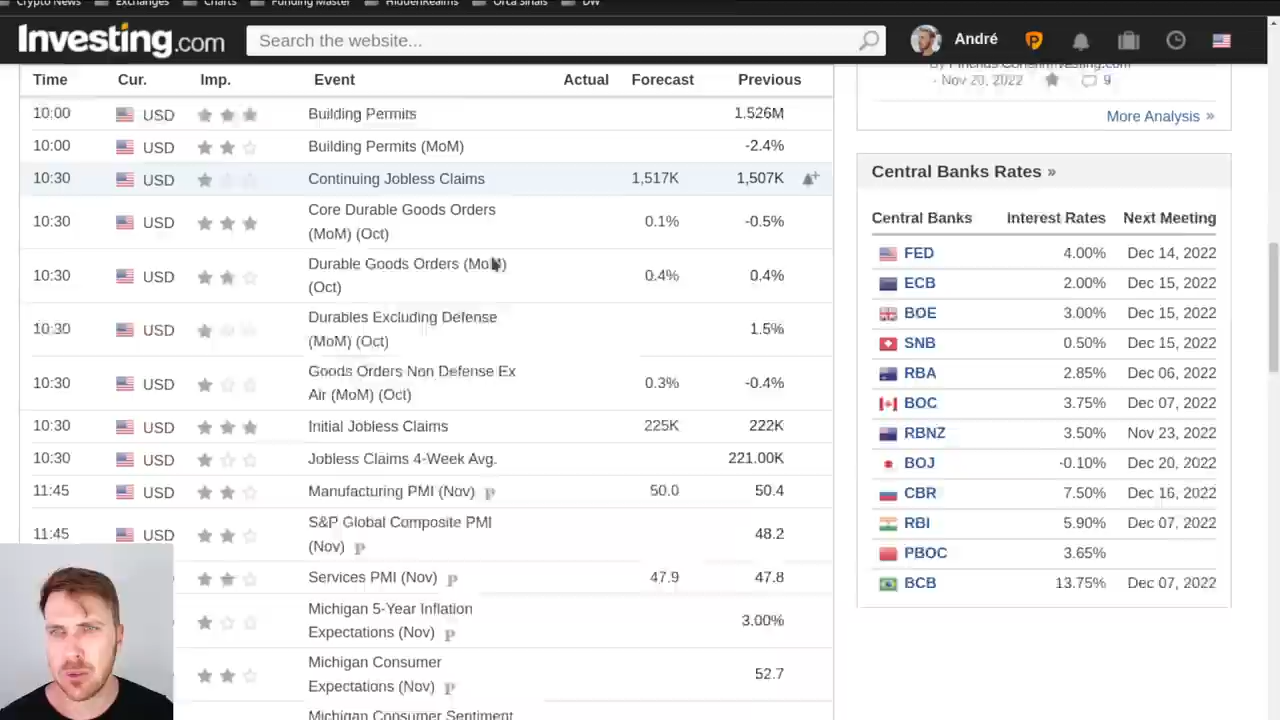 Crypto News Exchanges Charts Funding Master HiddenRealms Orca Sinals DW
Investing.com
Search the website...
André
Time Cur. Imp. Event Actual Forecast Previous
10:00 USD Building Permits 1.526M
10:00 USD Building Permits (MoM) -2.4%
10:30 USD Continuing Jobless Claims 1,517K 1,507K
10:30 USD Core Durable Goods Orders
(MoM) (Oct) 0.1% -0.5%
10:30 USD Durable Goods Orders (MoM)
(Oct) 0.4% 0.4%
10:30 USD Durables Excluding Defense
(MoM) (Oct) 1.5%
10:30 USD Goods Orders Non Defense Ex
Air (MoM) (Oct) 0.3% -0.4%
10:30 USD Initial Jobless Claims 225K 222K
10:30 USD Jobless Claims 4-Week Avg. 221.00K
11:45 USD Manufacturing PMI (Nov) P 50.0 50.4
11:45 USD S&P Global Composite PMI
(Nov) P 48.2
Services PMI (Nov) P 47.9 47.8
Michigan 5-Year Inflation
Expectations (Nov) P 3.00%
Michigan Consumer
Expectations (Nov) P 52.7
Michigan Consumer Sentiment
- Nov 20, 2022 9
More Analysis »
Central Banks Rates »
Central Banks Interest Rates Next Meeting
FED 4.00% Dec 14, 2022
ECB 2.00% Dec 15, 2022
BOE 3.00% Dec 15, 2022
SNB 0.50% Dec 15, 2022
RBA 2.85% Dec 06, 2022
BOC 3.75% Dec 07, 2022
RBNZ 3.50% Nov 23, 2022
BOJ -0.10% Dec 20, 2022
CBR 7.50% Dec 16, 2022
RBI 5.90% Dec 07, 2022
PBOC 3.65%
BCB 13.75% Dec 07, 2022